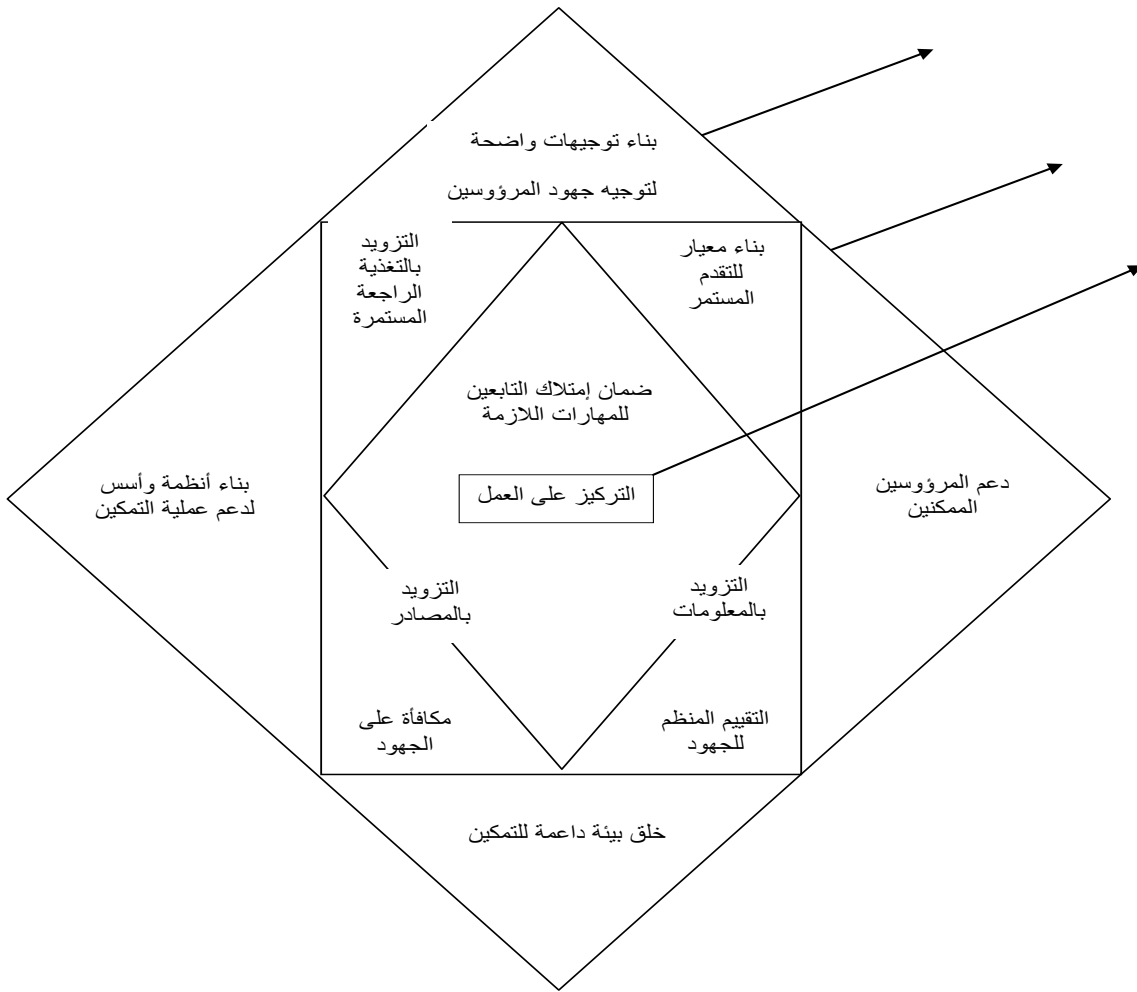 بناء توجيهات واضحة
لتوجيه جهود المرؤوسين
بناء معيار
للتقدم
المستمر
التزويد
بالتغذية
الراجعة
المستمرة
ضمان إمتلاك التابعين
للمهارات اللازمة
دعم المرؤوسين
الممكنين
التركيز على العمل
بناء أنظمة وأسس
لدعم عملية التمكين
التزويد
بالمعلومات
التزويد
بالمصادر
التقييم المنظم
للجهود
مكافأة على
الجهود
خلق بيئة داعمة للتمكين